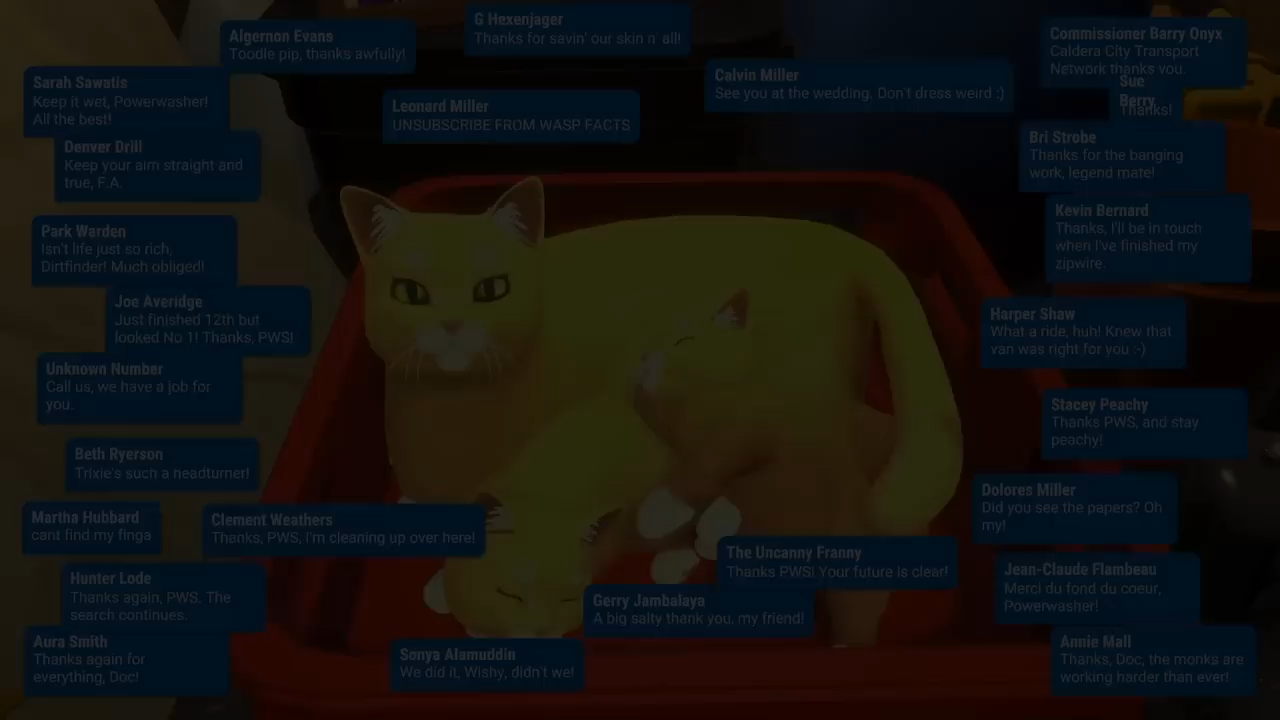 G Hexenjager
Thanks for savin' our skin n all!
Algernon Evans
Toodle pip, thanks awfully!
Commissioner Barry Onyx
Caldera City Transport
Network thanks you.
Calvin Miller
See you at the wedding. Don't dress weird :)
Sarah Sawatis
Keep it wet, Powerwasher!
All the best!
Sue
Berry
Thanks!
Leonard Miller
UNSUBSCRIBE FROM WASP FACTS
Bri Strobe
Thanks for the banging
work, legend mate!
Denver Drill
Keep your aim straight and
true, F.A.
Kevin Bernard
Thanks, I'll be in touch
when I've finished my
zipwire.
Park Warden
Isn't life just so rich,
Dirtfinder! Much obliged!
Joe Averidge
Just finished 12th but
looked No 1! Thanks, PWS!
Harper Shaw
What a ride, huh! Knew that
van was right for you :-)
Unknown Number
Call us, we have a job for
you.
Stacey Peachy
Thanks PWS, and stay
peachy!
Beth Ryerson
Trixie's such a headturner!
Dolores Miller
Did you see the papers? Oh
my!
Martha Hubbard
cant find my finga
Clement Weathers
Thanks, PWS, I'm cleaning up over here!
The Uncanny Franny
Thanks PWS! Your future is clear!
Jean-Claude Flambeau
Merci du fond du coeur,
Powerwasher!
Hunter Lode
Thanks again, PWS. The
search continues.
Gerry Jambalaya
A big salty thank you, my friend!
Aura Smith
Thanks again for
everything, Doc!
Sonya Alamuddin
We did it, Wishy, didn't we!
Annie Mall
Thanks, Doc, the monks are
working harder than ever!